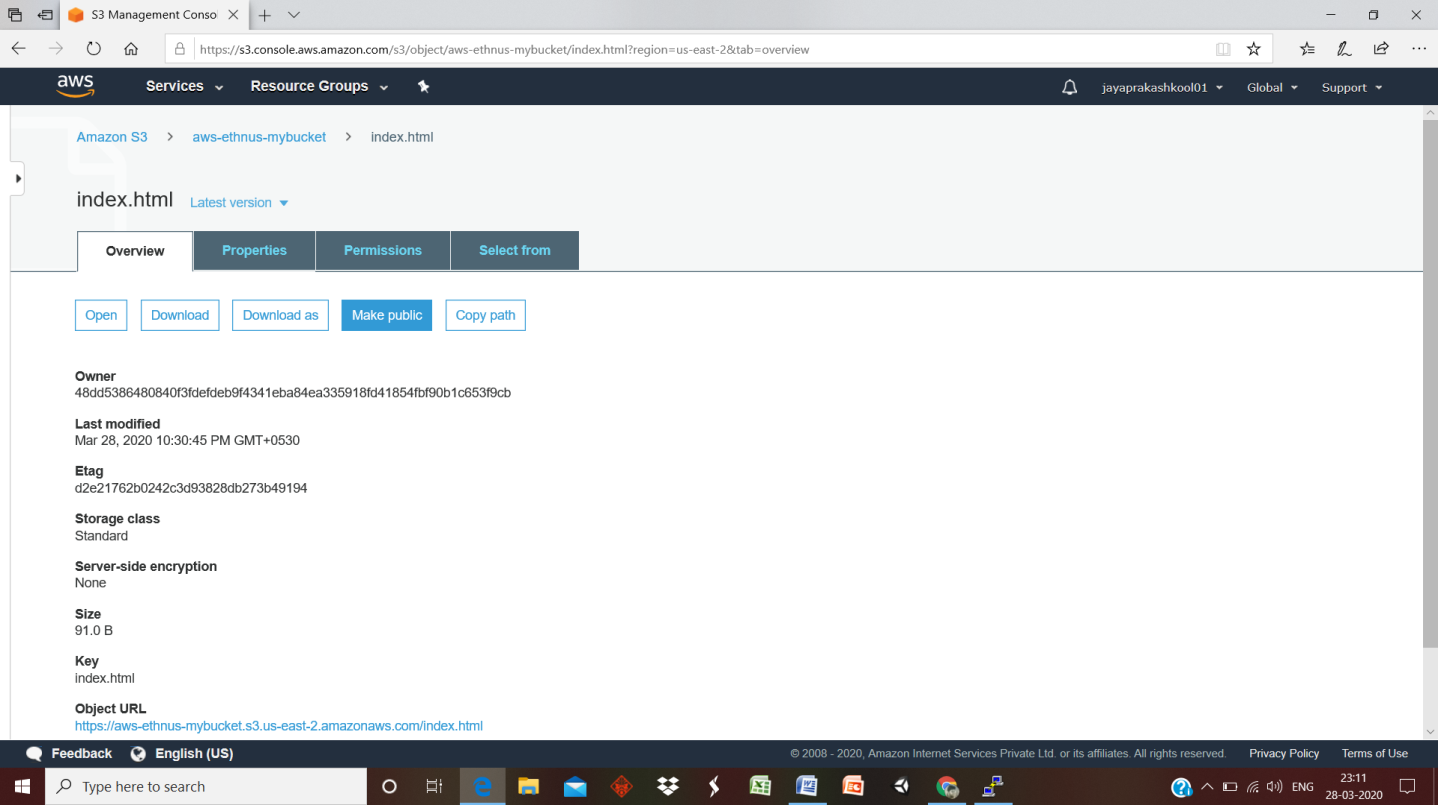 S3 Management Consol
https://s3.console.aws.amazon.com/s3/object/aws-ethnus-mybucket/index.html?region=us-east-2&tab=overview
aws Services Resource Groups jayaprakashkool01 Global Support
Amazon S3 > aws-ethnus-mybucket > index.html
index.html Latest version
Overview Properties Permissions Select from
Open Download Download as Make public Copy path
Owner
48dd5386480840f3fdefdeb9f4341eba84ea335918fd41854fbf90b1c653f9cb
Last modified
Mar 28, 2020 10:30:45 PM GMT+0530
Etag
d2e21762b0242c3d93828db273b49194
Storage class
Standard
Server-side encryption
None
Size
91.0 B
Key
index.html
Object URL
https://aws-ethnus-mybucket.s3.us-east-2.amazonaws.com/index.html
Feedback English (US) © 2008 - 2020, Amazon Internet Services Private Ltd. or its affiliates. All rights reserved. Privacy Policy Terms of Use
Type here to search ENG 23:11
28-03-2020